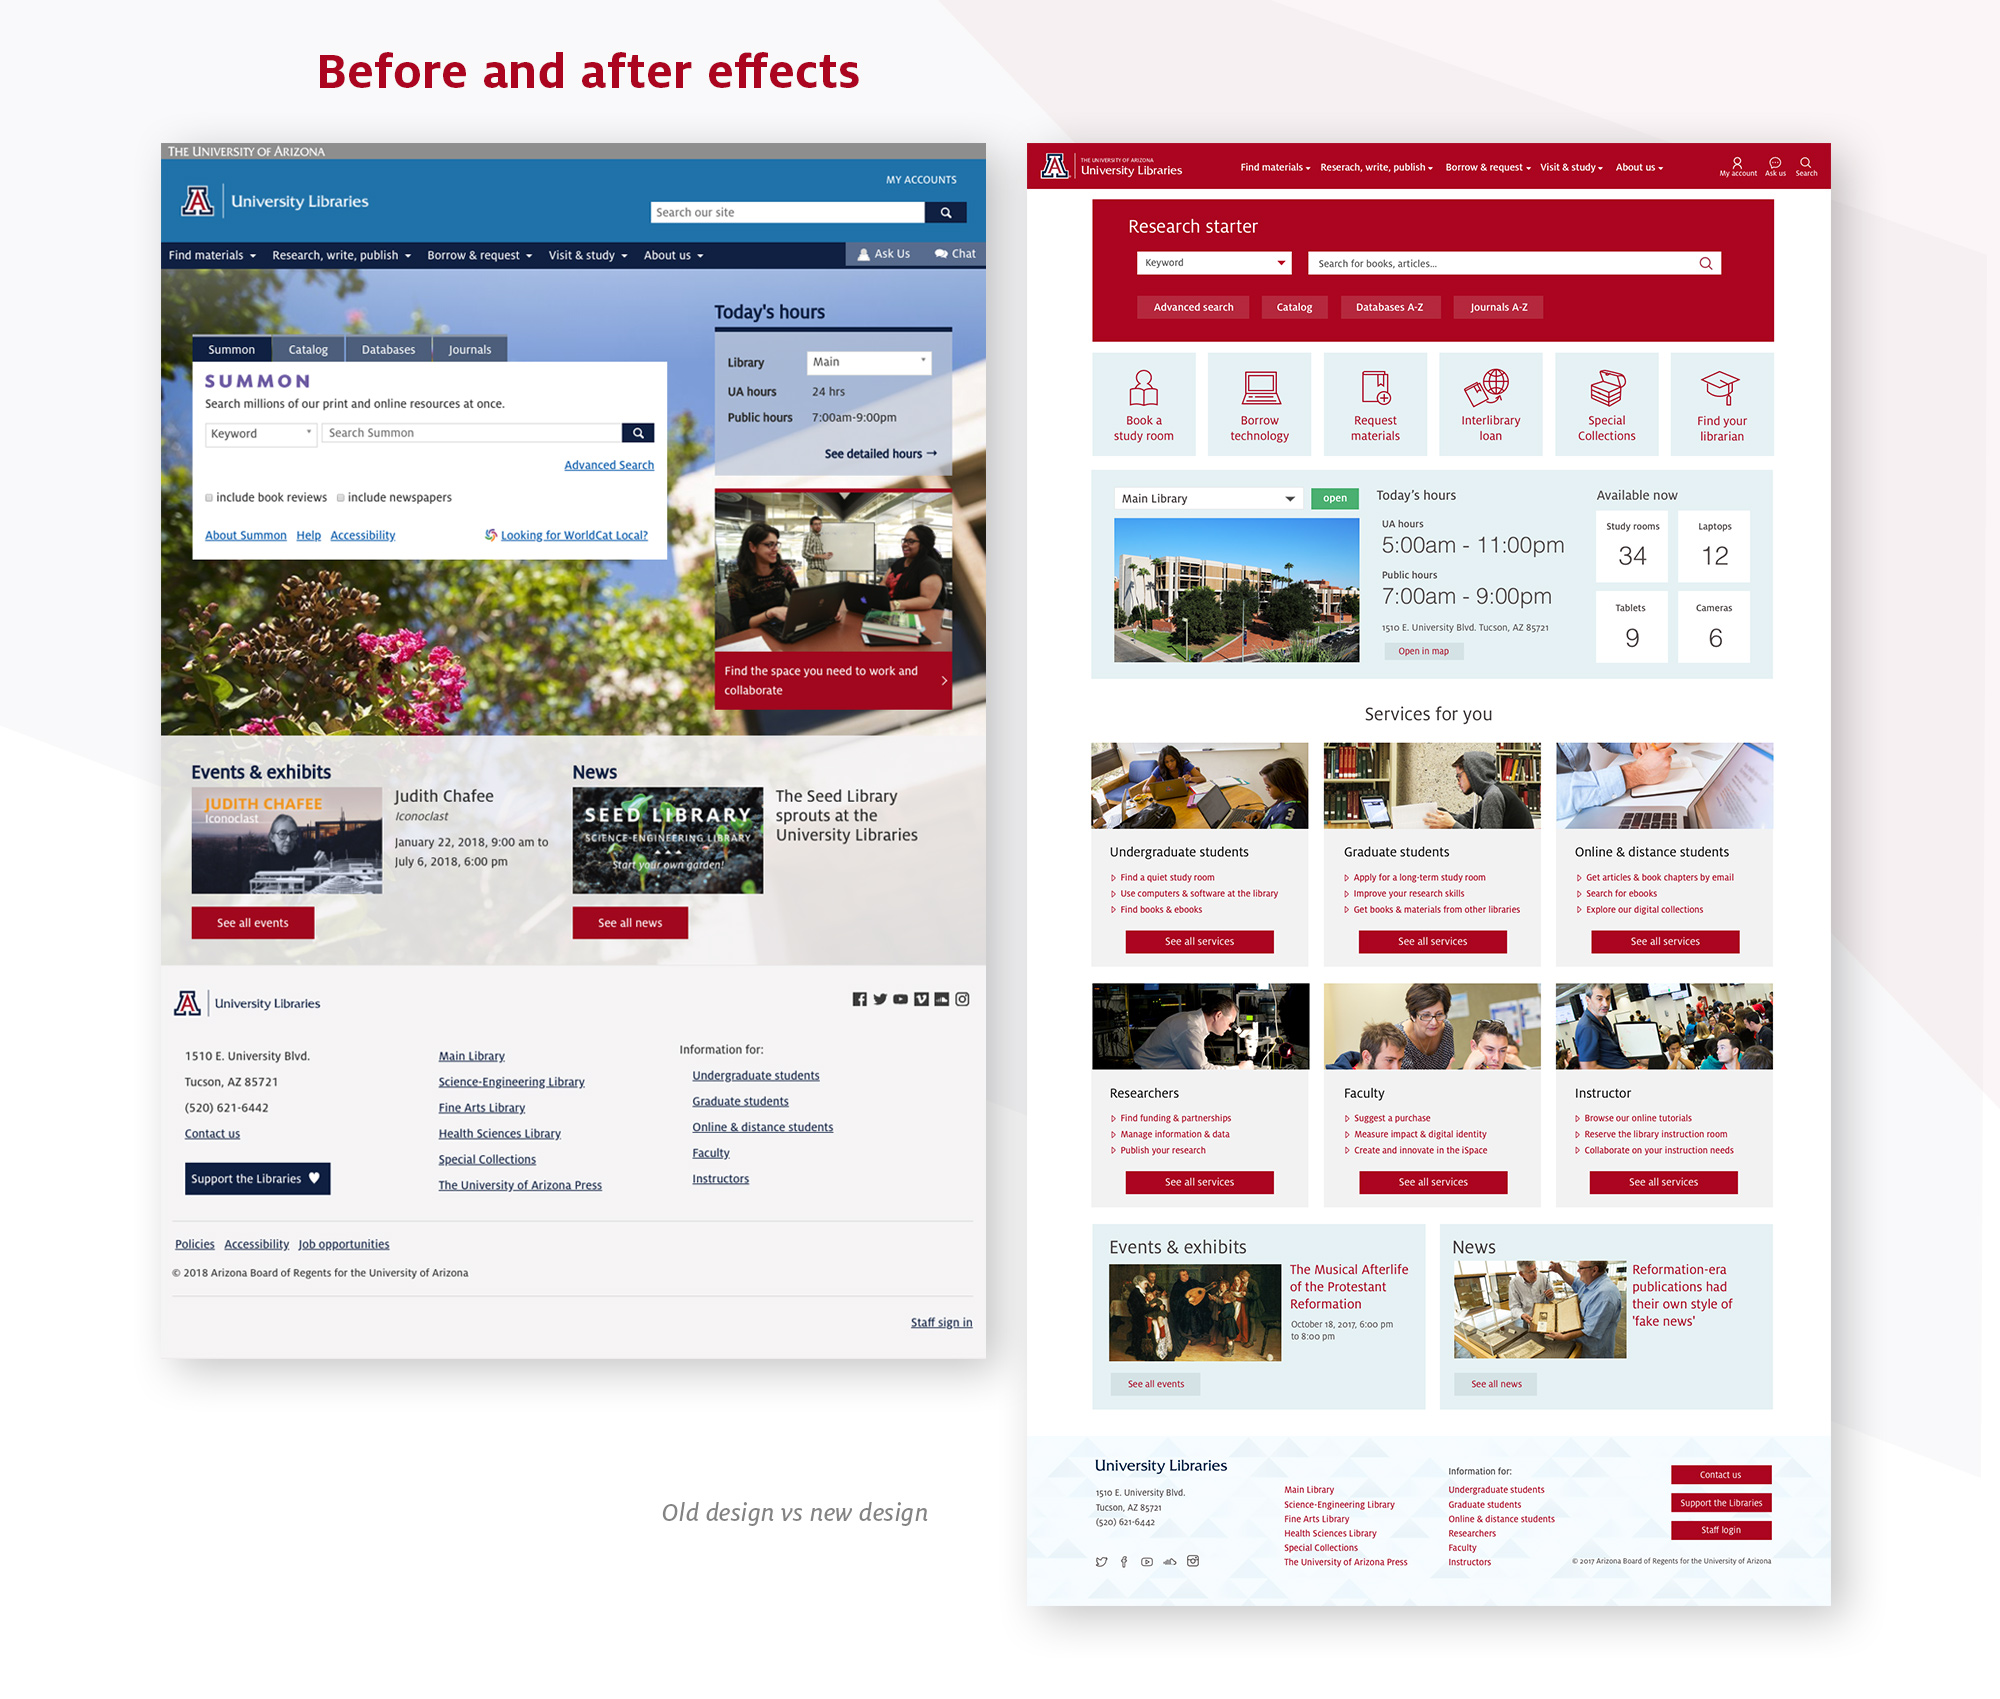 Before and after effects
THE UNIVERSITY OF ARIZONA
MY ACCOUNTS
University Libraries
Search our site
Find materials
Research, write, publish
Borrow & request
Visit & study
About us
Ask Us
Chat
Summon
Catalog
Databases
Journals
SUMMON
Search millions of our print and online resources at once.
Keyword
Search Summon
Advanced Search
include book reviews
include newspapers
About Summon
Help
Accessibility
Looking for WorldCat Local?
Today's hours
Library
Main
UA hours
24 hrs
Public hours
7:00am-9:00pm
See detailed hours →
Find the space you need to work and
collaborate
Events & exhibits
JUDITH CHAFEE
Iconoclast
Judith Chafee
Iconoclast
January 22, 2018, 9:00 am to
July 6, 2018, 6:00 pm
See all events
News
SEED LIBRARY
SCIENCE-ENGINEERING LIBRARY
Start your own garden!
The Seed Library
sprouts at the
University Libraries
See all news
University Libraries
1510 E. University Blvd.
Tucson, AZ 85721
(520) 621-6442
Contact us
Support the Libraries
Main Library
Science-Engineering Library
Fine Arts Library
Health Sciences Library
Special Collections
The University of Arizona Press
Information for:
Undergraduate students
Graduate students
Online & distance students
Faculty
Instructors
Policies
Accessibility
Job opportunities
© 2018 Arizona Board of Regents for the University of Arizona
Staff sign in
THE UNIVERSITY OF ARIZONA
University Libraries
Find materials
Reserach, write, publish
Borrow & request
Visit & study
About us
My account
Ask us
Search
Research starter
Keyword
Search for books, articles...
Advanced search
Catalog
Databases A-Z
Journals A-Z
Book a
study room
Borrow
technology
Request
materials
Interlibrary
loan
Special
Collections
Find your
librarian
Main Library
open
Today's hours
UA hours
5:00am - 11:00pm
Public hours
7:00am - 9:00pm
1510 E. University Blvd. Tucson, AZ 85721
Open in map
Available now
Study rooms
34
Laptops
12
Tablets
9
Cameras
6
Services for you
Undergraduate students
Find a quiet study room
Use computers & software at the library
Find books & ebooks
See all services
Graduate students
Apply for a long-term study room
Improve your research skills
Get books & materials from other libraries
See all services
Online & distance students
Get articles & book chapters by email
Search for ebooks
Explore our digital collections
See all services
Researchers
Find funding & partnerships
Manage information & data
Publish your research
See all services
Faculty
Suggest a purchase
Measure impact & digital identity
Create and innovate in the iSpace
See all services
Instructor
Browse our online tutorials
Reserve the library instruction room
Collaborate on your instruction needs
See all services
Events & exhibits
The Musical Afterlife
of the Protestant
Reformation
October 18, 2017, 6:00 pm
to 8:00 pm
See all events
News
Reformation-era
publications had
their own style of
'fake news'
See all news
University Libraries
1510 E. University Blvd.
Tucson, AZ 85721
(520) 621-6442
Main Library
Science-Engineering Library
Fine Arts Library
Health Sciences Library
Special Collections
The University of Arizona Press
Information for:
Undergraduate students
Graduate students
Online & distance students
Researchers
Faculty
Instructors
Contact us
Support the Libraries
Staff login
© 2017 Arizona Board of Regents for the University of Arizona
Old design vs new design